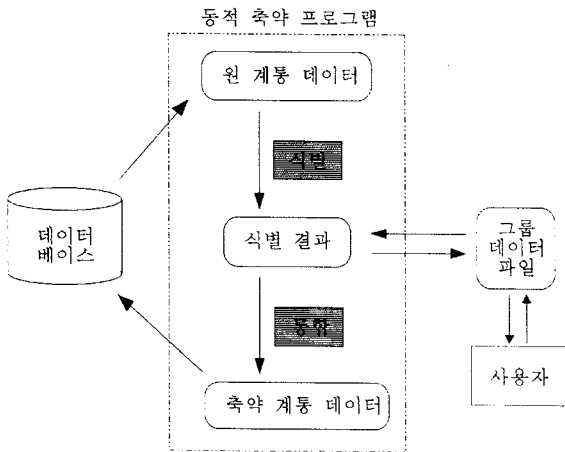 동적 축약 프로그램
원 계통 데이터
식별
데이터
베이스
식별 결과
그룹
데이터
파일
통합
사용자
축약 계통 데이터